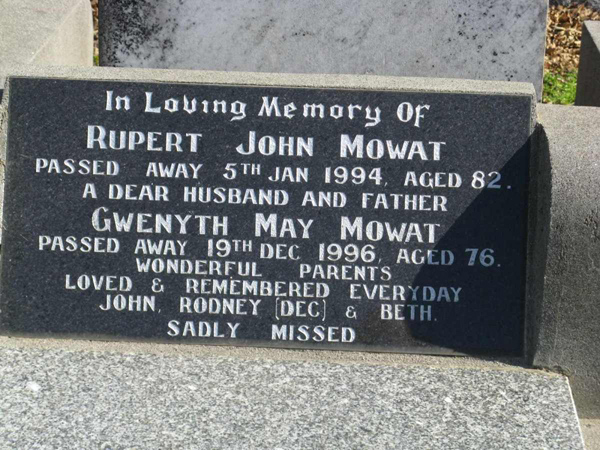 In Loving Memory Of
RUPERT JOHN MOWAT
PASSED AWAY 5TH JAN 1994, AGED 82.
A DEAR HUSBAND AND FATHER
GWENYTH MAY MOWAT
PASSED AWAY 19TH DEC 1996, AGED 76.
WONDERFUL PARENTS
LOVED & REMEMBERED EVERYDAY
JOHN, RODNEY (DEC) & BETH.
SADLY MISSED